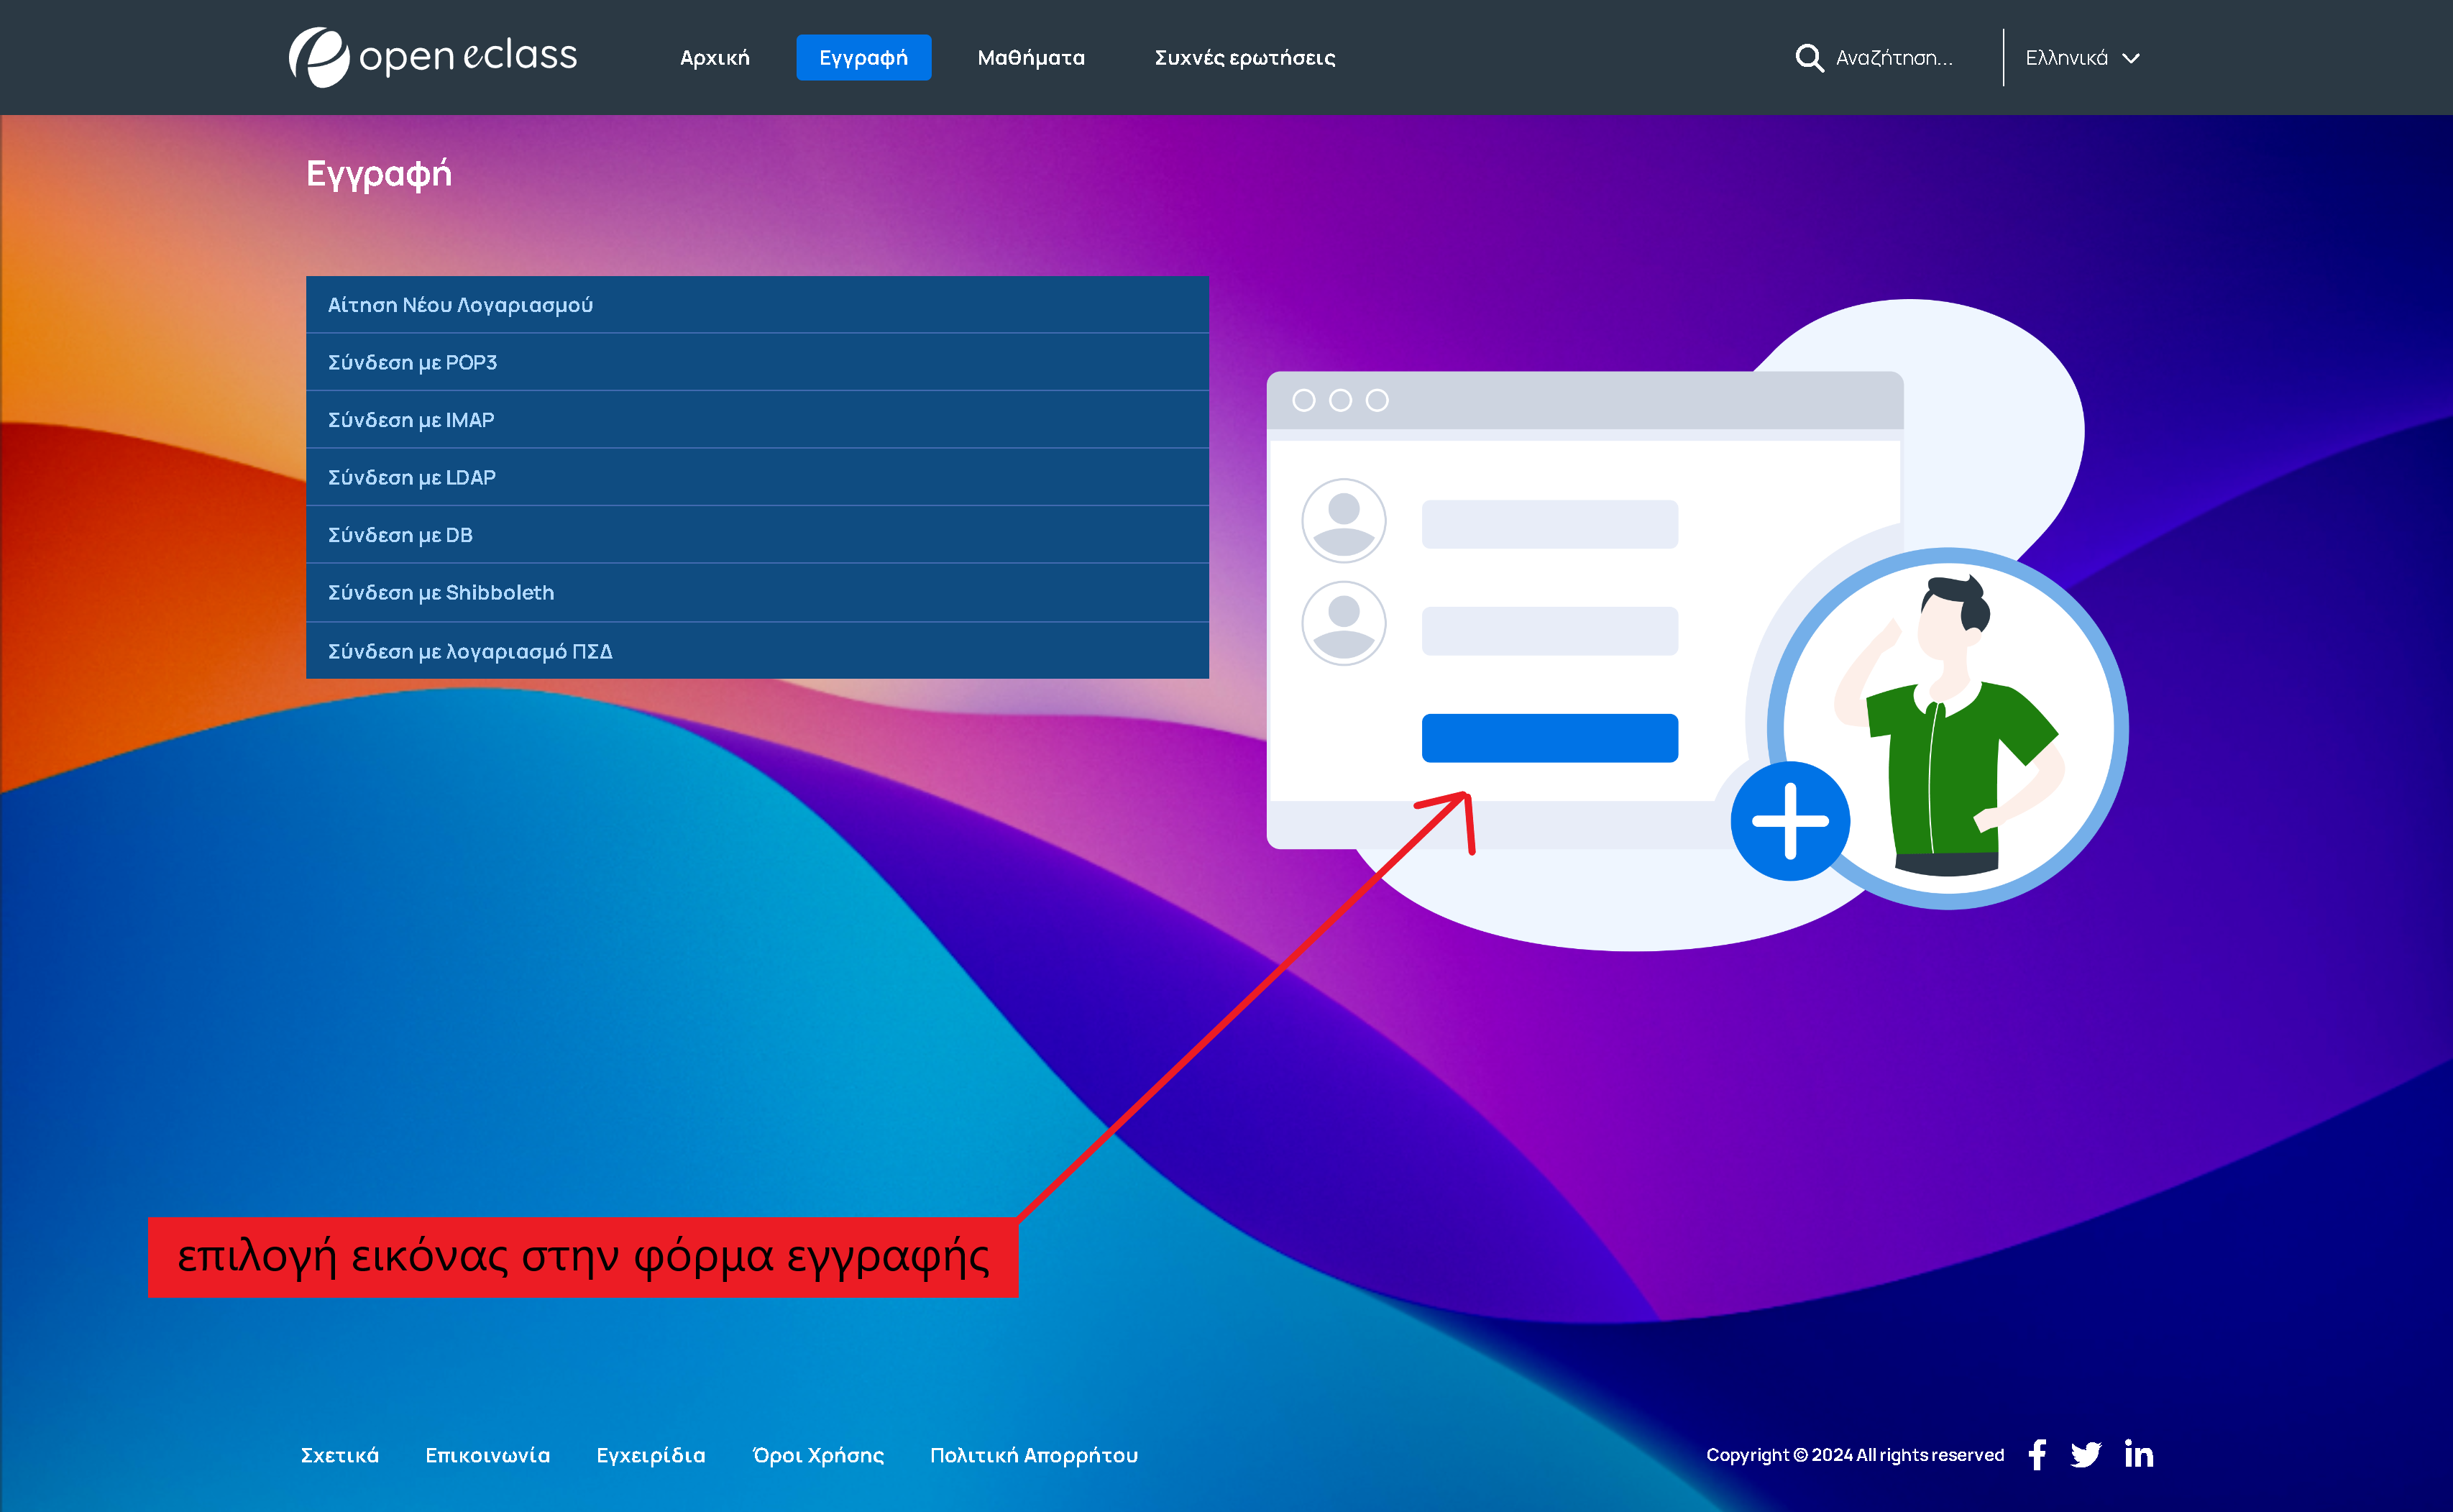 open eclass
Αρχική
Εγγραφή
Μαθήματα
Συχνές ερωτήσεις
Αναζήτηση...
Ελληνικά
Εγγραφή
Αίτηση Νέου Λογαριασμού
Σύνδεση με POP3
Σύνδεση με IMAP
Σύνδεση με LDAP
Σύνδεση με DB
Σύνδεση με Shibboleth
Σύνδεση με λογαριασμό ΠΣΔ
επιλογή εικόνας στην φόρμα εγγραφής
Σχετικά
Επικοινωνία
Εγχειρίδια
Όροι Χρήσης
Πολιτική Απορρήτου
Copyright © 2024 All rights reserved